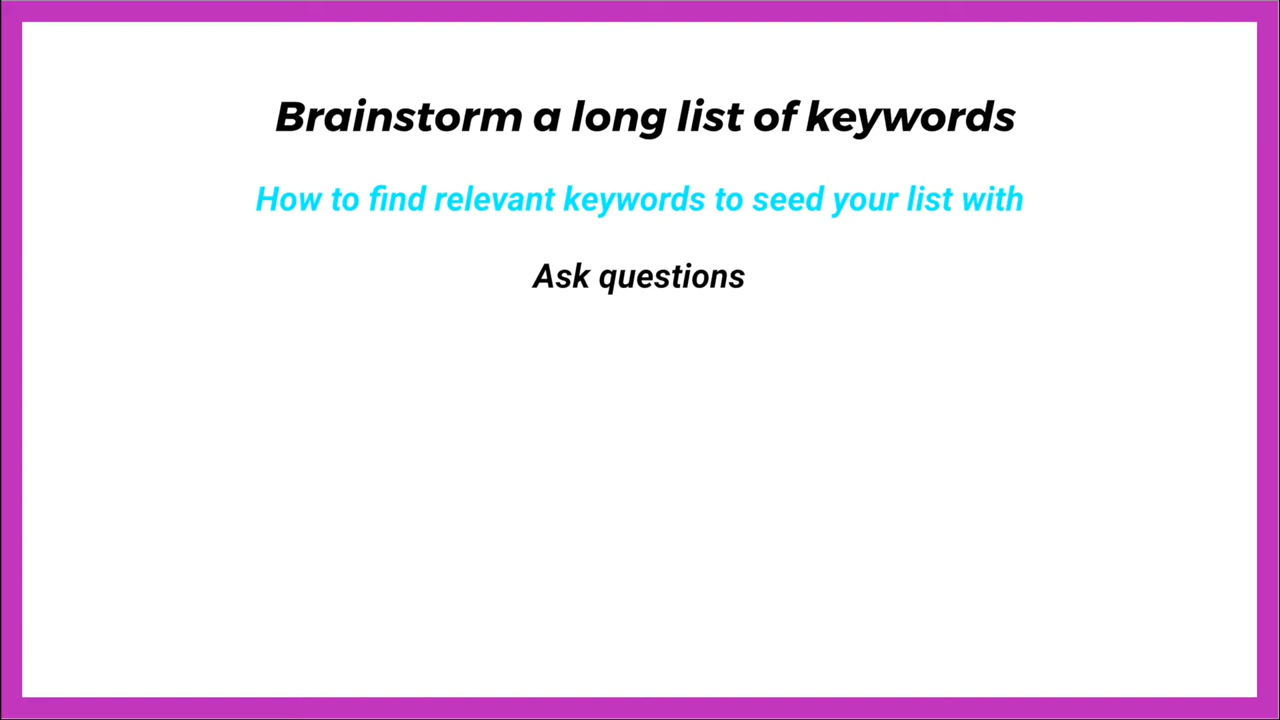 Brainstorm a long list of keywords
How to find relevant keywords to seed your list with
Ask questions